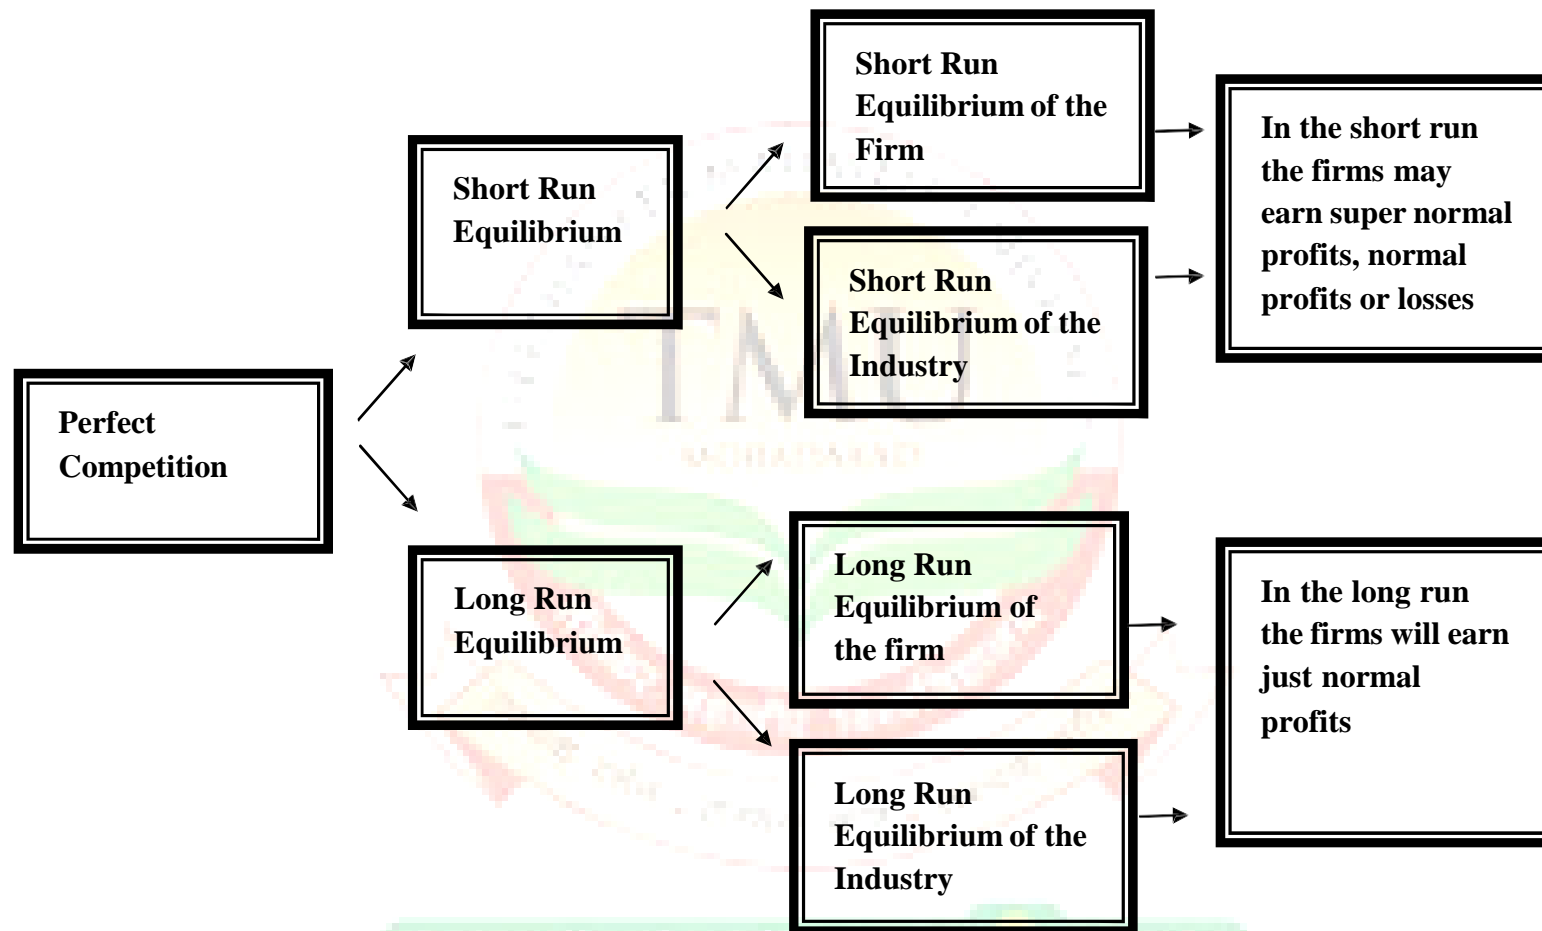 Perfect
Competition
Short Run
Equilibrium
Long Run
Equilibrium
Short Run
Equilibrium of the
Firm
Short Run
Equilibrium of the
Industry
Long Run
Equilibrium of
the firm
Long Run
Equilibrium of the
Industry
In the short run
the firms may
earn super normal
profits, normal
profits or losses
In the long run
the firms will earn
just normal
profits
TMU